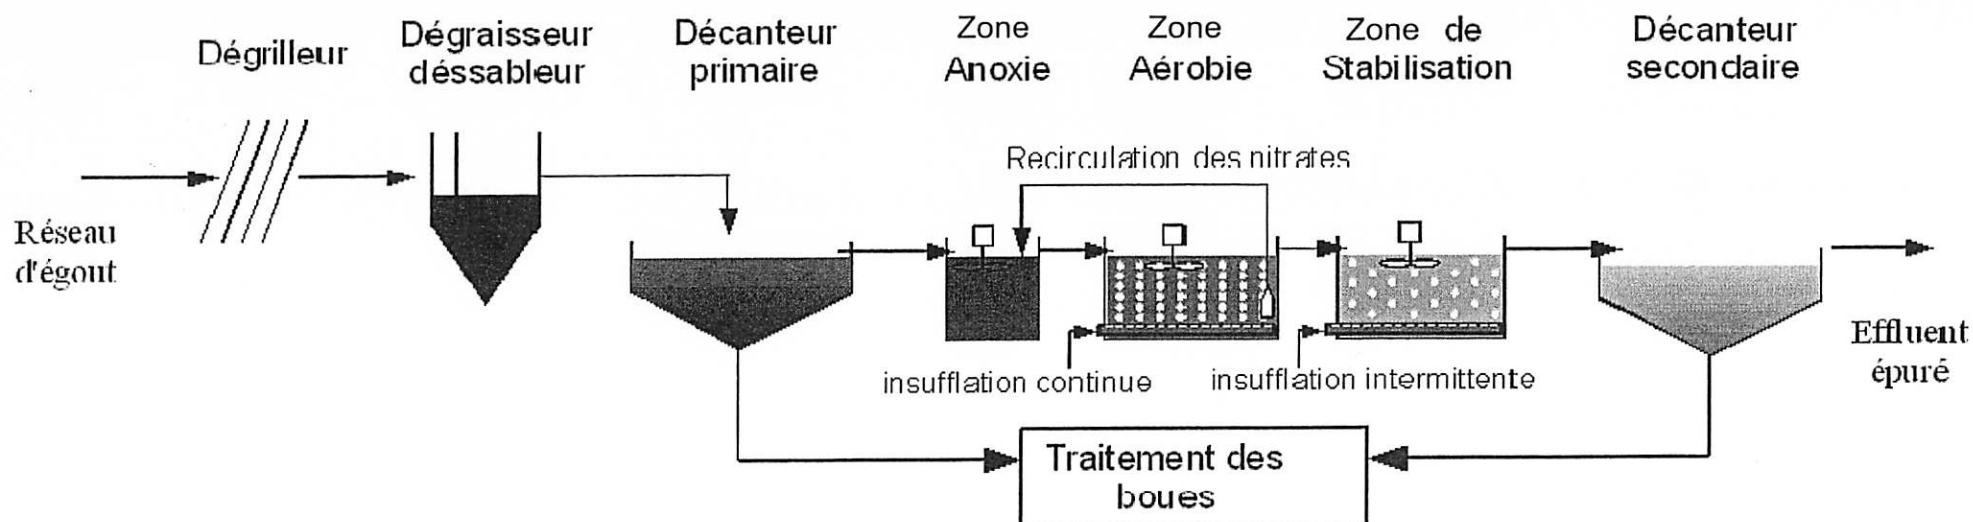 Dégrilleur
Dégraisseur
déssableur
Décanteur
primaire
Zone
Anoxie
Zone
Aérobie
Zone de
Stabilisation
Décanteur
secondaire
Recirculation des nitrates
Réseau
d'égout
insufflation continue
insufflation intermittente
Effluent
épuré
Traitement des
boues